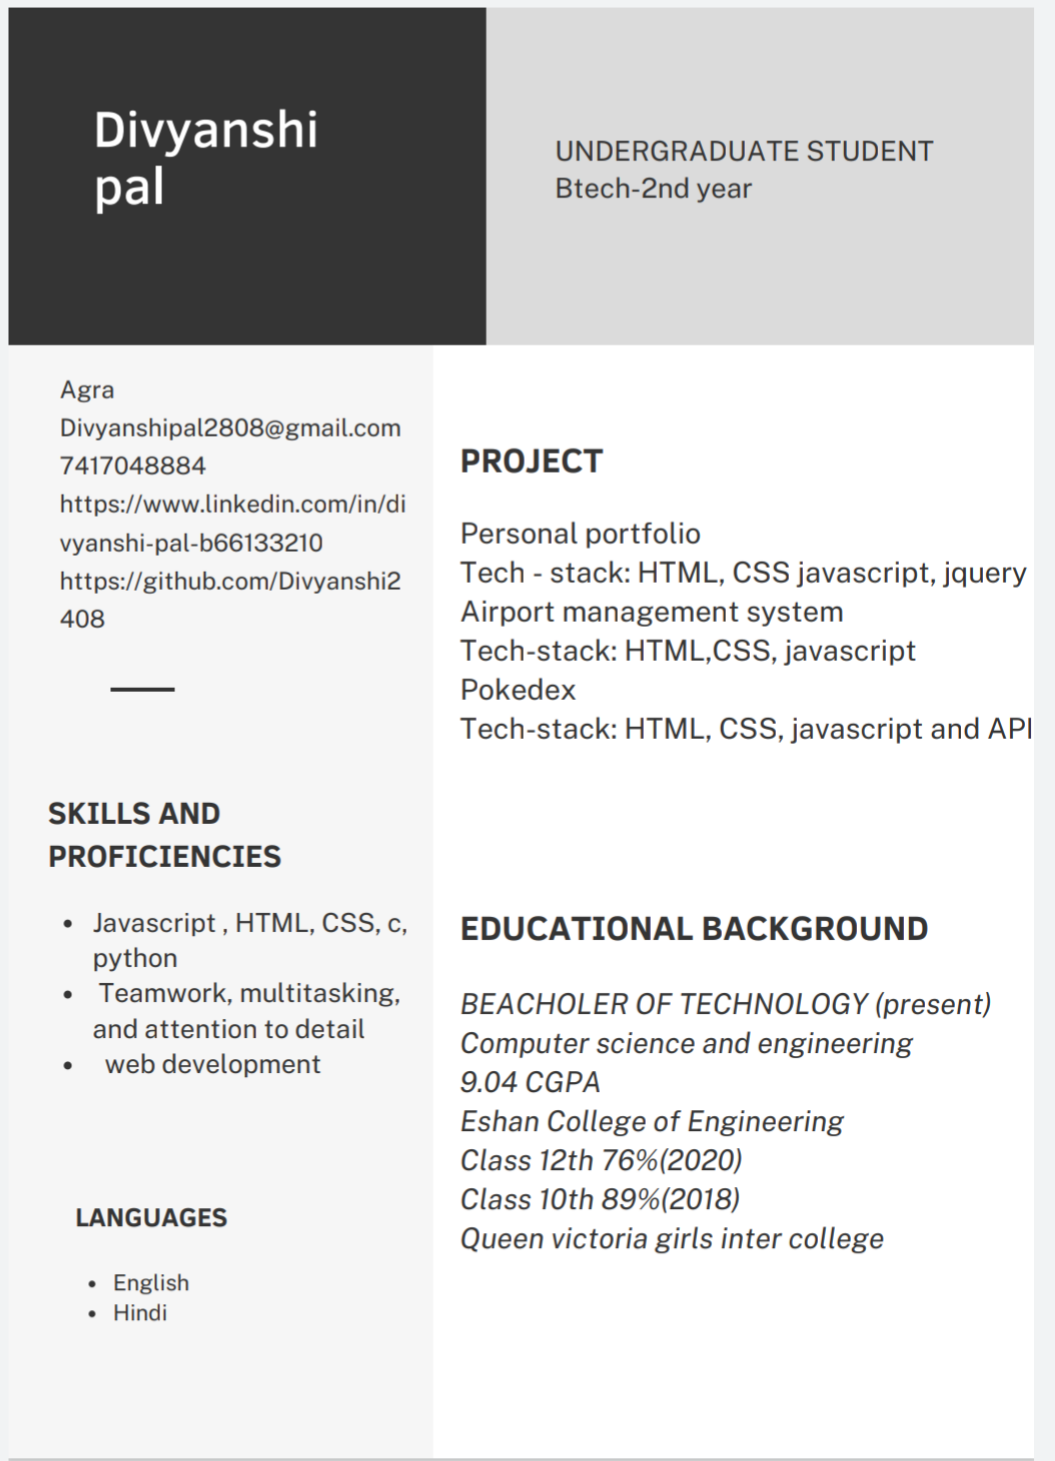 Divyanshi
pal
UNDERGRADUATE STUDENT
Btech-2nd year
Agra
Divyanshipal2808@gmail.com
7417048884
https://www.linkedin.com/in/di
vyanshi-pal-b66133210
https://github.com/Divyanshi2
408
SKILLS AND
PROFICIENCIES
• Javascript , HTML, CSS, c,
python
• Teamwork, multitasking,
and attention to detail
• web development
LANGUAGES
• English
• Hindi
PROJECT
Personal portfolio
Tech - stack: HTML, CSS javascript, jquery
Airport management system
Tech-stack: HTML,CSS, javascript
Pokedex
Tech-stack: HTML, CSS, javascript and API
EDUCATIONAL BACKGROUND
BEACHOLER OF TECHNOLOGY (present)
Computer science and engineering
9.04 CGPA
Eshan College of Engineering
Class 12th 76%(2020)
Class 10th 89%(2018)
Queen victoria girls inter college